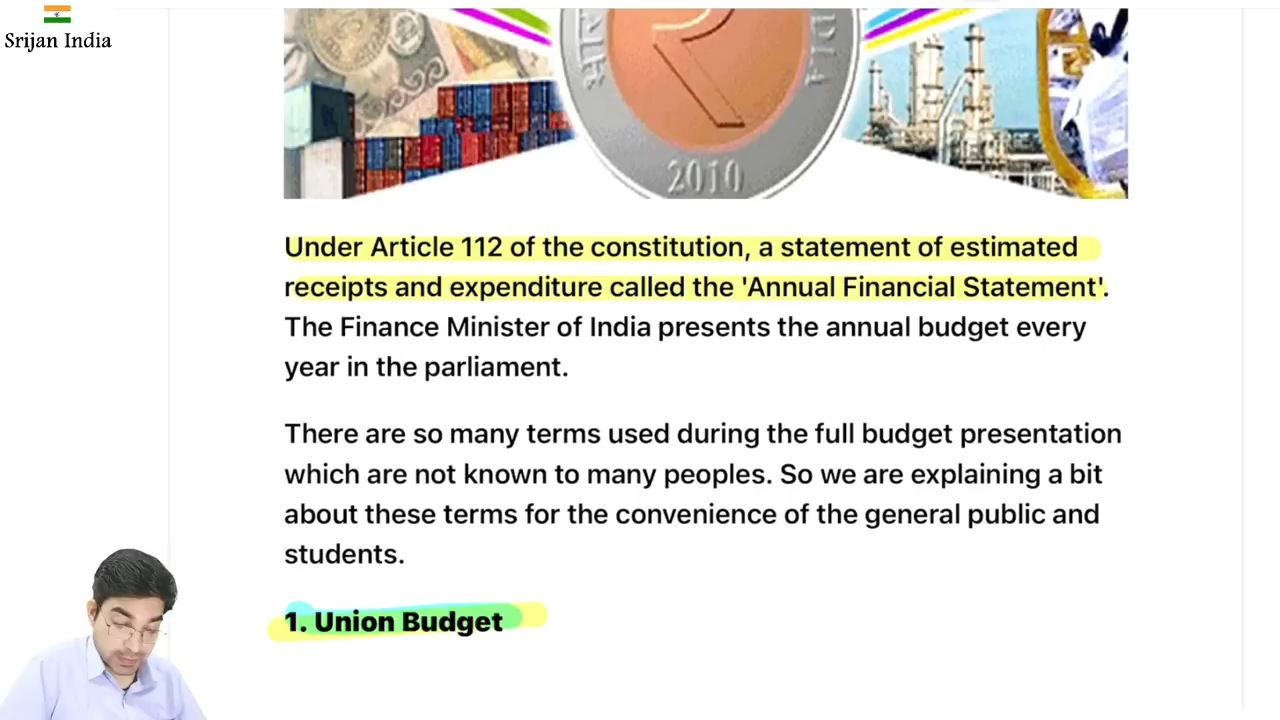 Srijan India
2010
Under Article 112 of the constitution, a statement of estimated
receipts and expenditure called the 'Annual Financial Statement'.
The Finance Minister of India presents the annual budget every
year in the parliament.
There are so many terms used during the full budget presentation
which are not known to many peoples. So we are explaining a bit
about these terms for the convenience of the general public and
students.
1. Union Budget